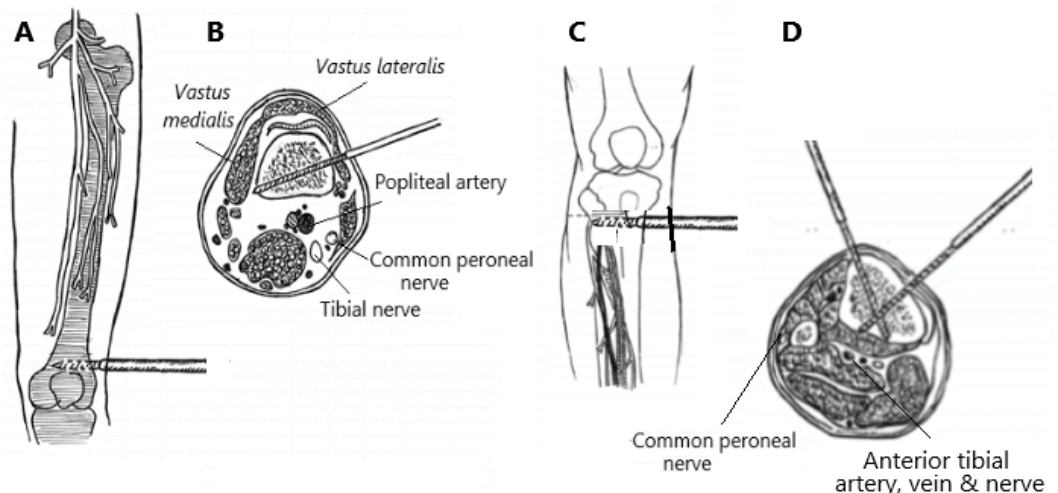 A
B
Vastus lateralis
Vastus
medialis
Popliteal artery
Common peroneal
nerve
Tibial nerve
C
D
Common peroneal
nerve
Anterior tibial
artery, vein & nerve